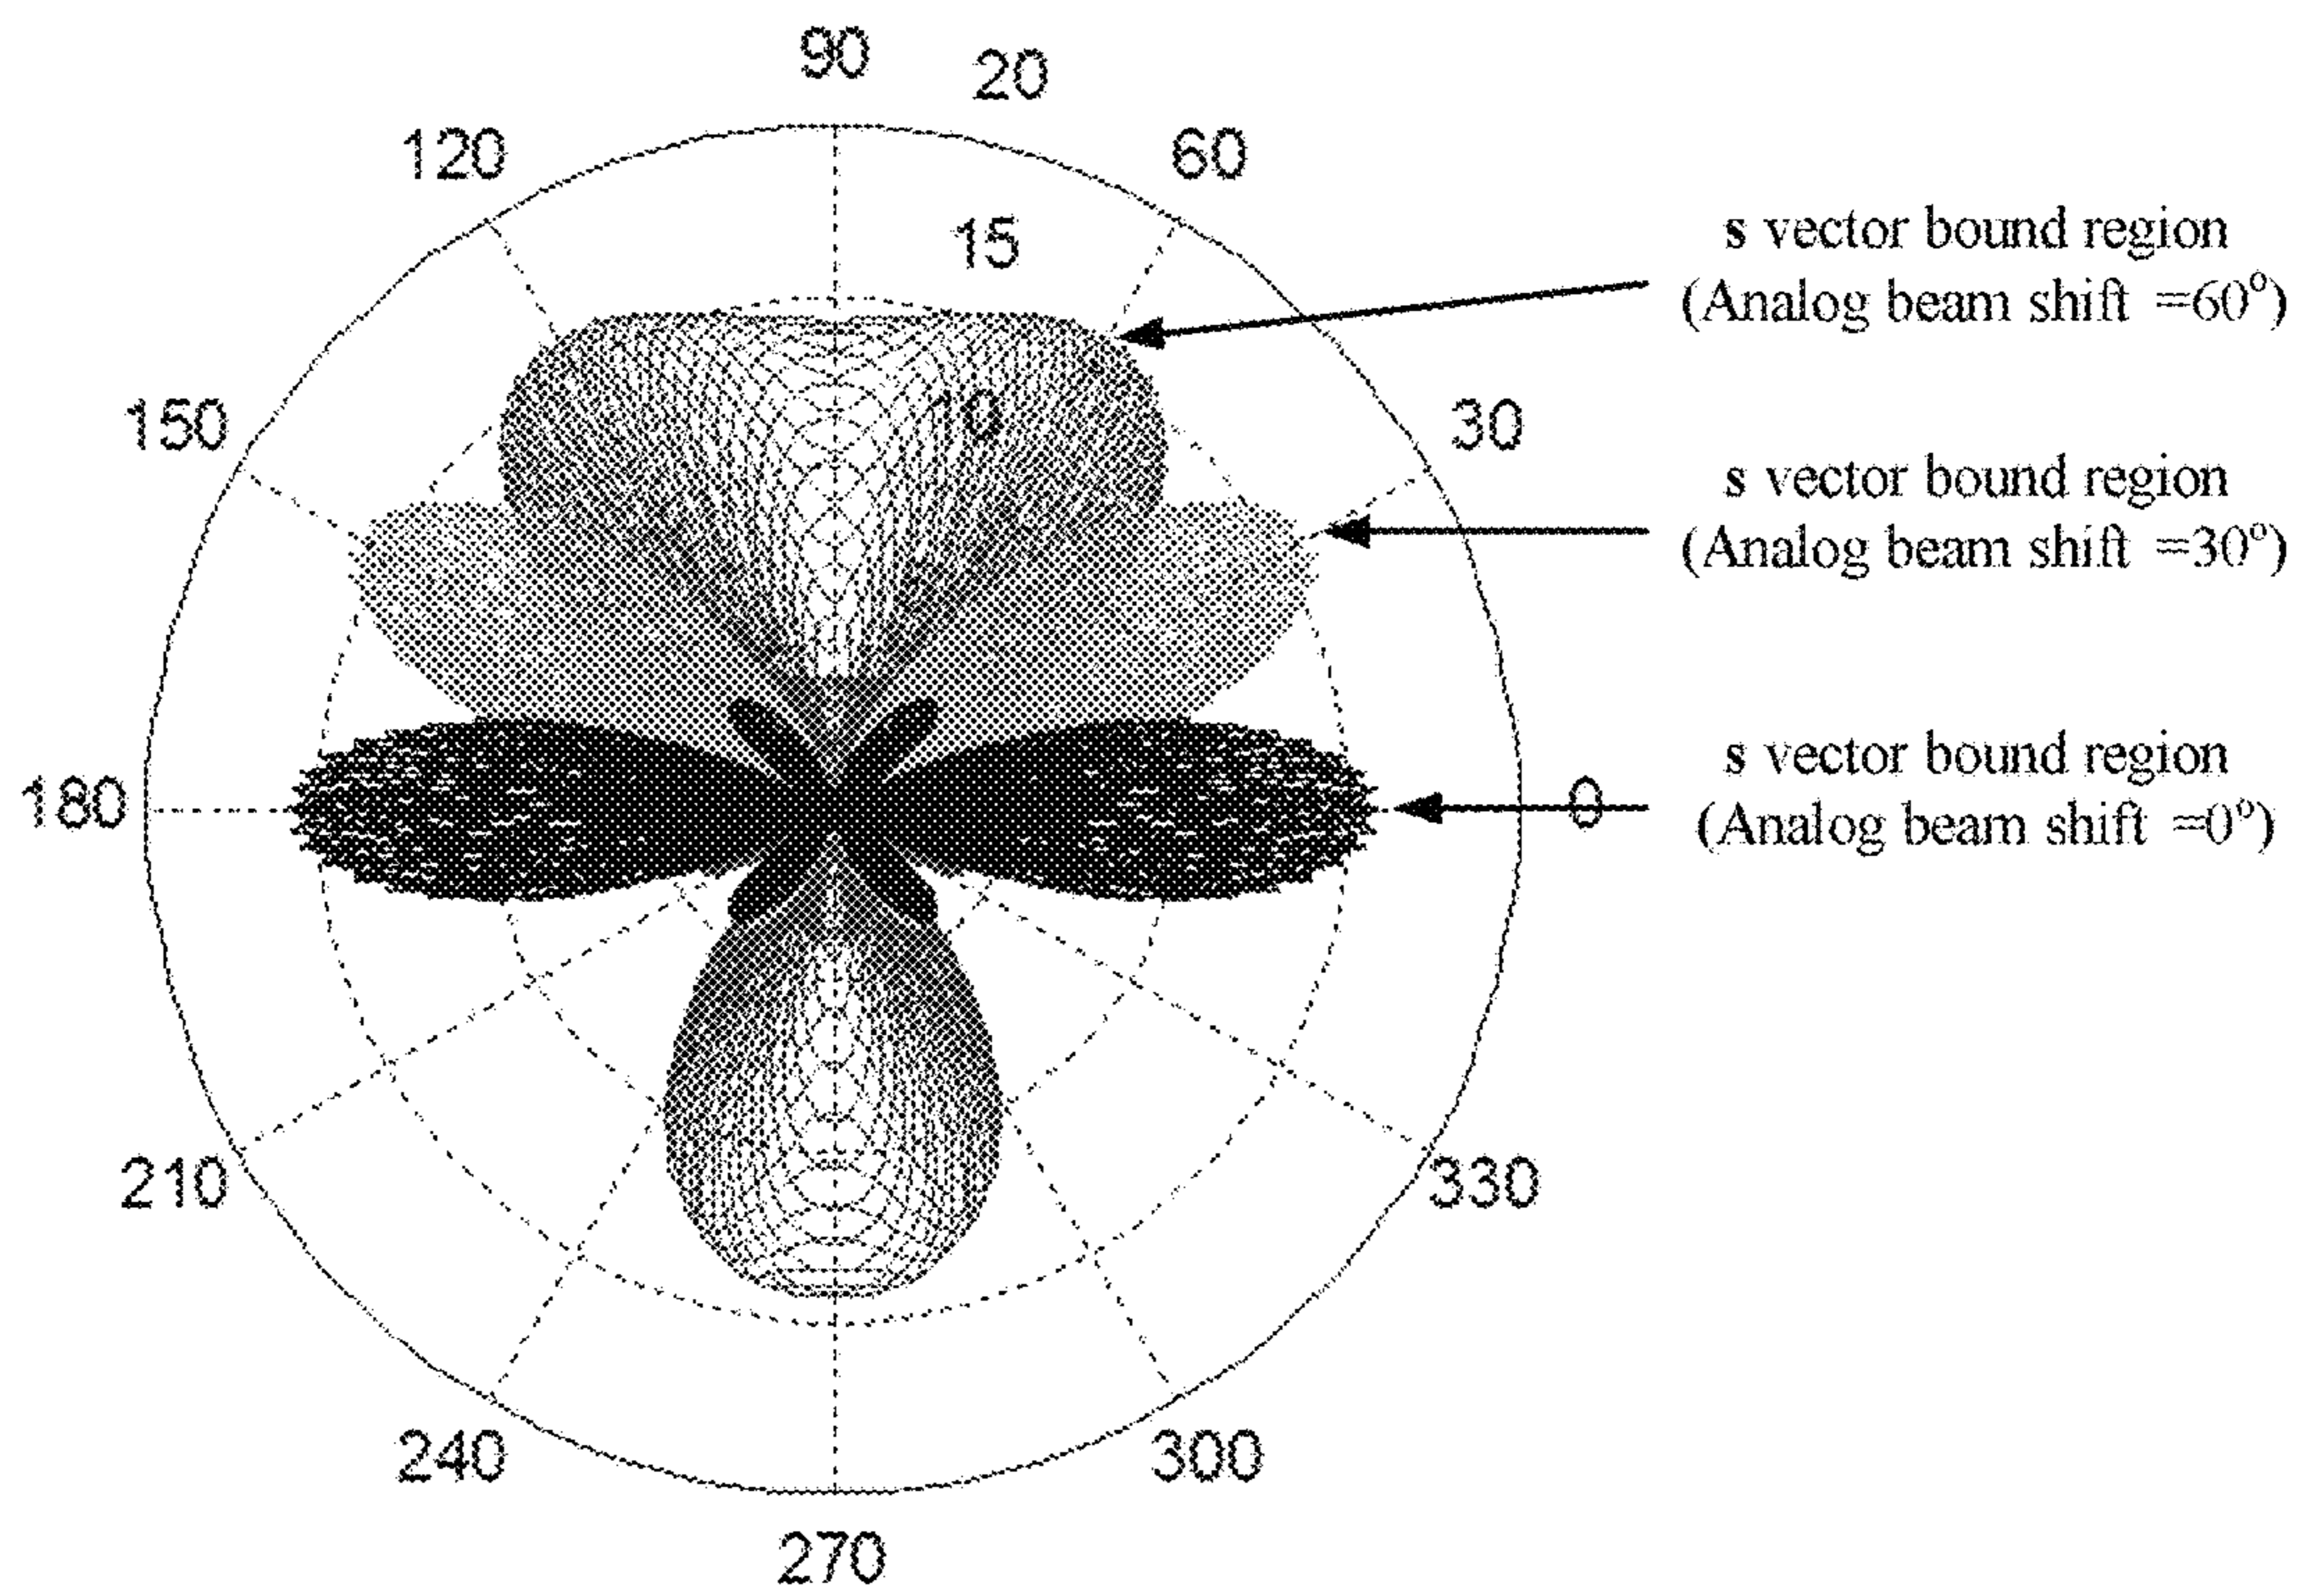 90
20
120
60
s vector bound region
(Analog beam shift =60°)
15
10
150
30
s vector bound region
(Analog beam shift =30°)
s vector bound region
(Analog beam shift =0°)
180
0
210
330
240
300
270